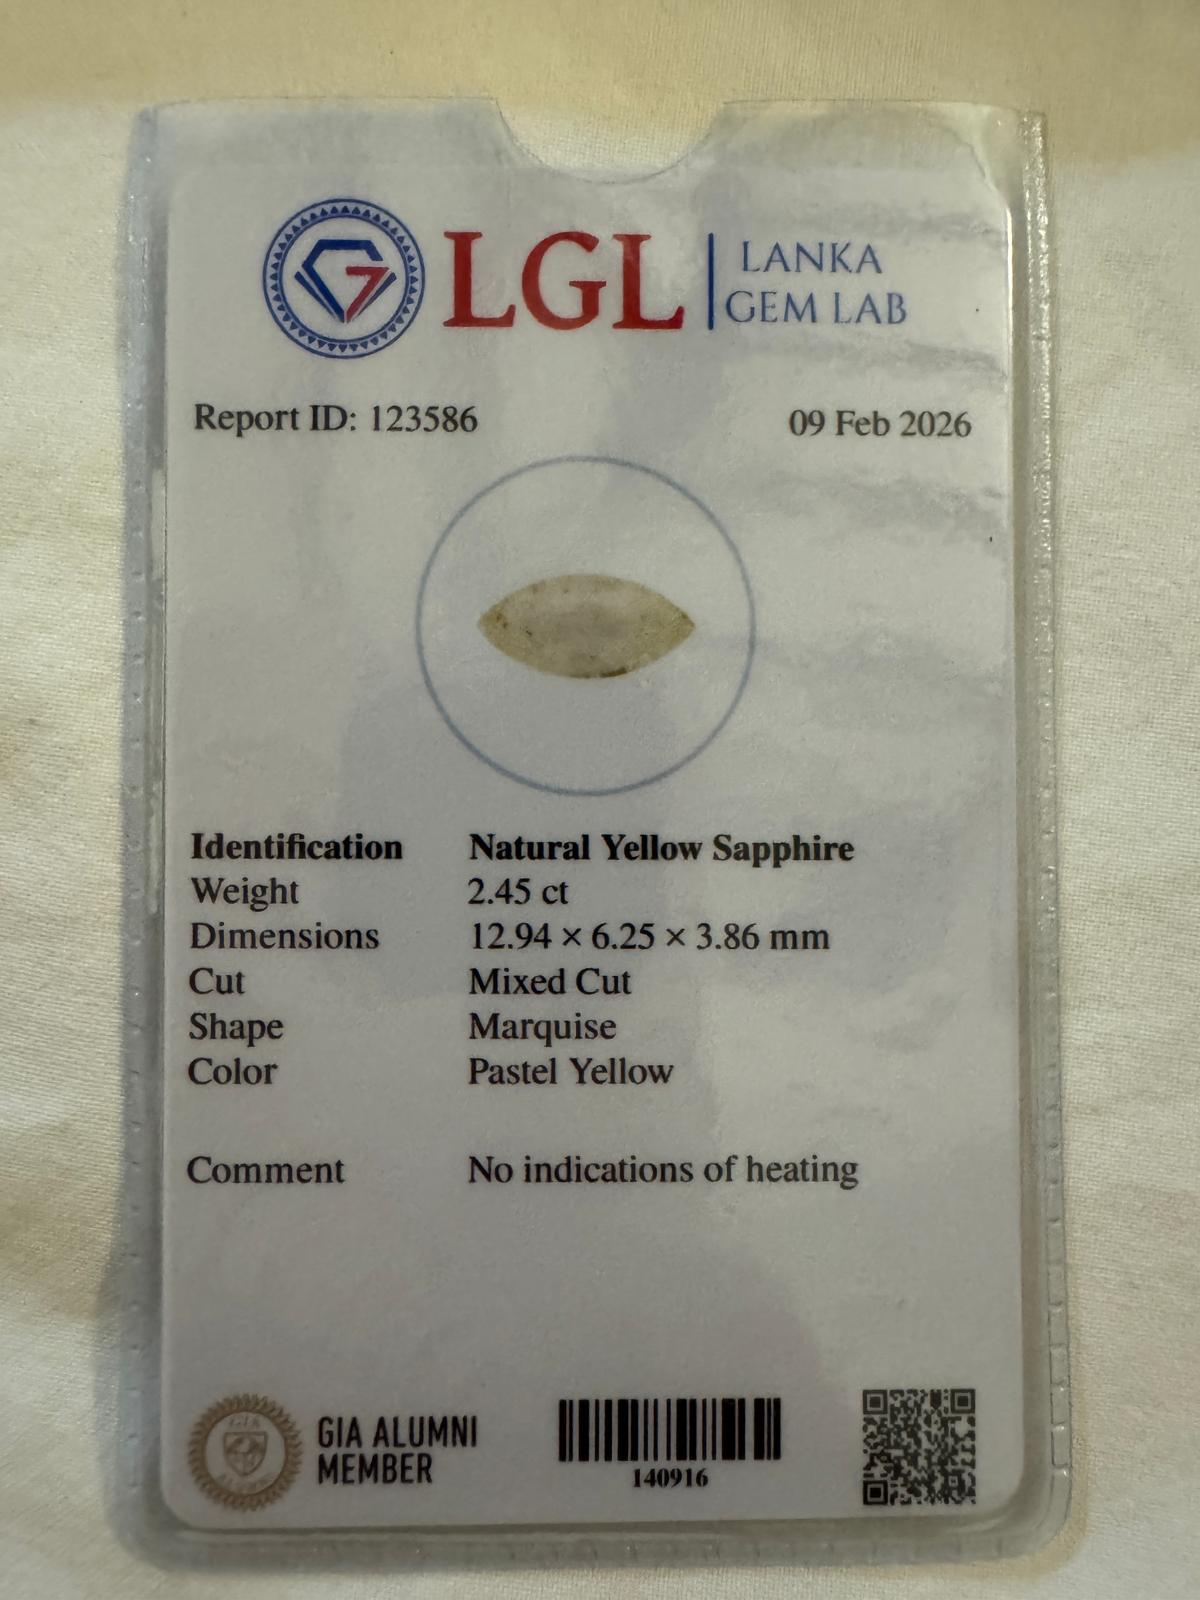 LGL
LANKA
GEM LAB
Report ID: 123586
09 Feb 2026
Identification Natural Yellow Sapphire
Weight 2.45 ct
Dimensions 12.94 × 6.25 × 3.86 mm
Cut Mixed Cut
Shape Marquise
Color Pastel Yellow
Comment No indications of heating
GIA
GIA ALUMNI
MEMBER
140916